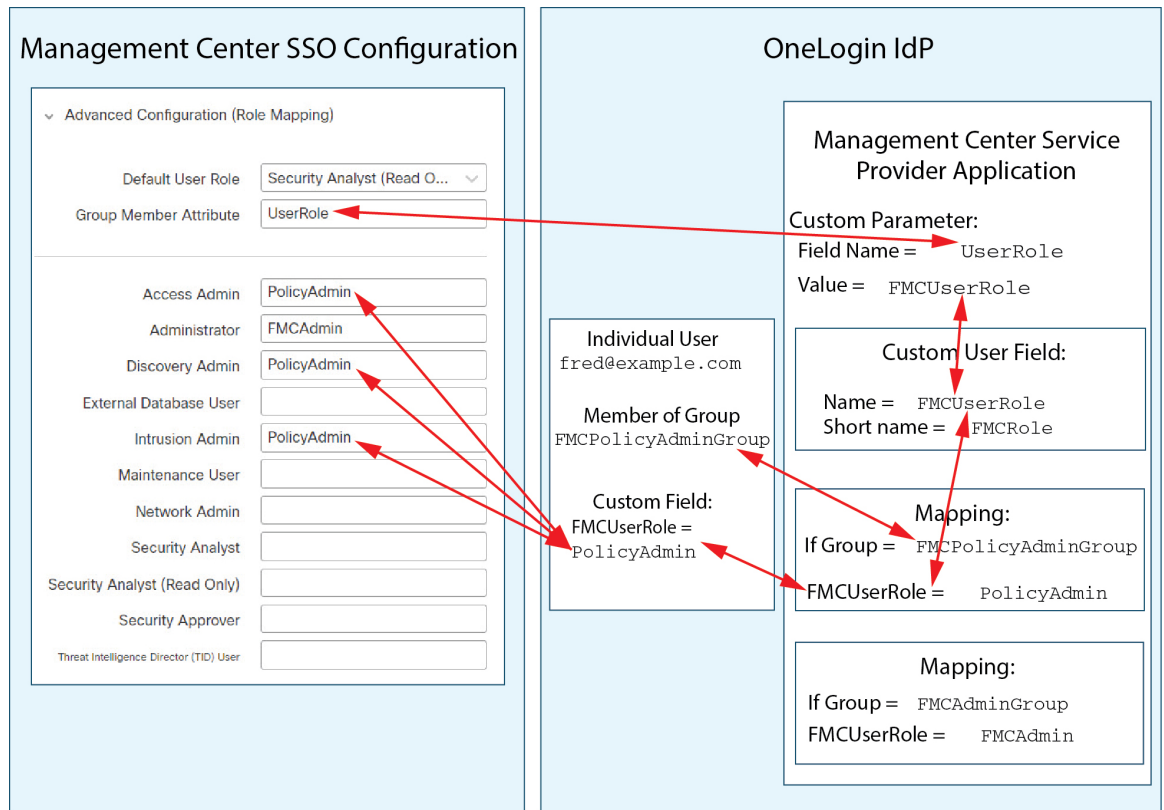 Management Center SSO Configuration
Advanced Configuration (Role Mapping)
Default User Role Security Analyst (Read O...
Group Member Attribute UserRole
Access Admin PolicyAdmin
Administrator FMCAdmin
Discovery Admin PolicyAdmin
External Database User
Intrusion Admin PolicyAdmin
Maintenance User
Network Admin
Security Analyst
Security Analyst (Read Only)
Security Approver
Threat Intelligence Director (TID) User
OneLogin IdP
Individual User
fred@example.com
Member of Group
FMCPolicyAdminGroup
Custom Field:
FMCUserRole =
PolicyAdmin
Management Center Service
Provider Application
Custom Parameter:
Field Name = UserRole
Value = FMCUserRole
Custom User Field:
Name = FMCUserRole
Short name = FMCRole
Mapping:
If Group = FMCPolicyAdminGroup
FMCUserRole = PolicyAdmin
Mapping:
If Group = FMCAdminGroup
FMCUserRole = FMCAdmin